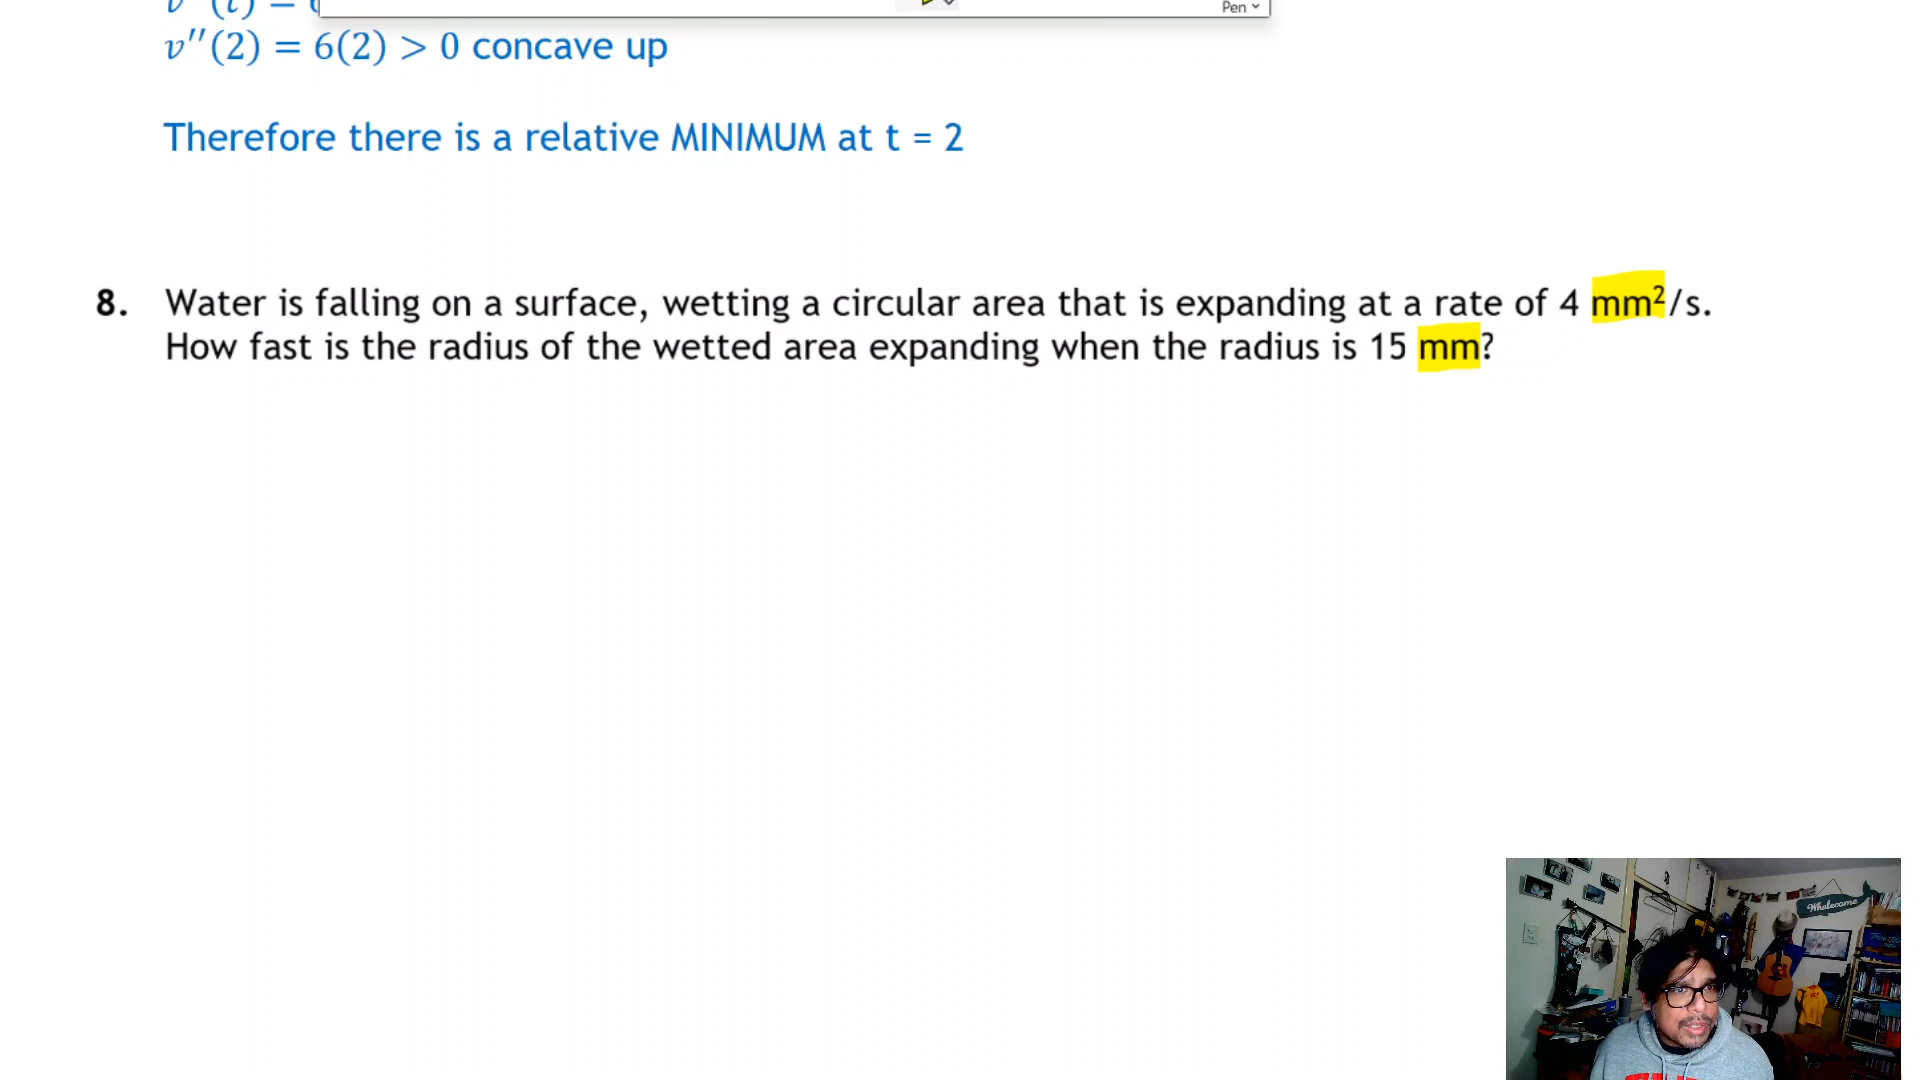 Pen
v''(2) = 6(2) > 0 concave up
Therefore there is a relative MINIMUM at t = 2
8. Water is falling on a surface, wetting a circular area that is expanding at a rate of 4 mm²/s.
How fast is the radius of the wetted area expanding when the radius is 15 mm?
Whalecome